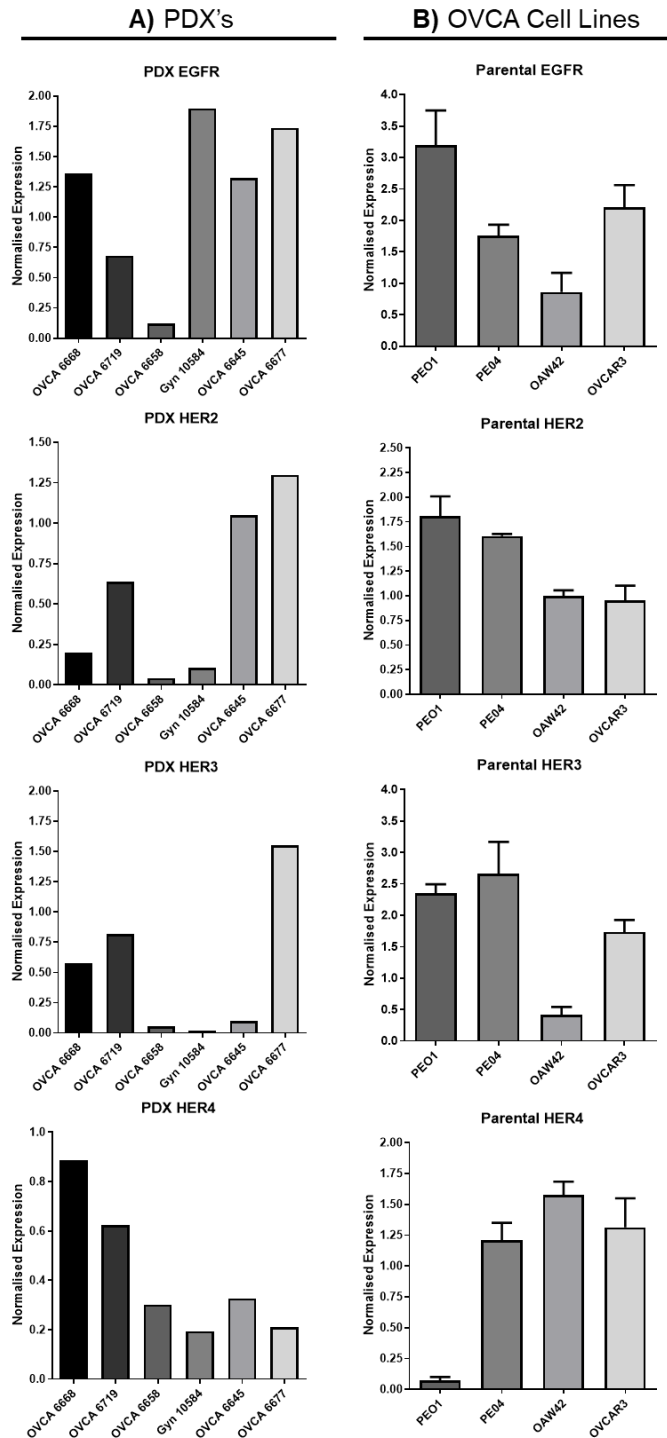 A) PDX's
B) OVCA Cell Lines
PDX EGFR
Normalised Expression
2.00
1.75
1.50
1.25
1.00
0.75
0.50
0.25
0.00
OVCA 6668
OVCA 6719
OVCA 6658
Gyn 10584
OVCA 6645
OVCA 6677
Parental EGFR
Normalised Expression
4.0
3.5
3.0
2.5
2.0
1.5
1.0
0.5
0.0
PEO1
PE04
OAW42
OVCAR3
PDX HER2
Normalised Expression
1.50
1.25
1.00
0.75
0.50
0.25
0.00
OVCA 6668
OVCA 6719
OVCA 6658
Gyn 10584
OVCA 6645
OVCA 6677
Parental HER2
Normalised Expression
2.50
2.25
2.00
1.75
1.50
1.25
1.00
0.75
0.50
0.25
0.00
PEO1
PE04
OAW42
OVCAR3
PDX HER3
Normalised Expression
2.00
1.75
1.50
1.25
1.00
0.75
0.50
0.25
0.00
OVCA 6668
OVCA 6719
OVCA 6658
Gyn 10584
OVCA 6645
OVCA 6677
Parental HER3
Normalised Expression
4.0
3.5
3.0
2.5
2.0
1.5
1.0
0.5
0.0
PEO1
PE04
OAW42
OVCAR3
PDX HER4
Normalised Expression
1.0
0.8
0.6
0.4
0.2
0.0
OVCA 6668
OVCA 6719
OVCA 6658
Gyn 10584
OVCA 6645
OVCA 6677
Parental HER4
Normalised Expression
2.00
1.75
1.50
1.25
1.00
0.75
0.50
0.25
0.00
PEO1
PE04
OAW42
OVCAR3